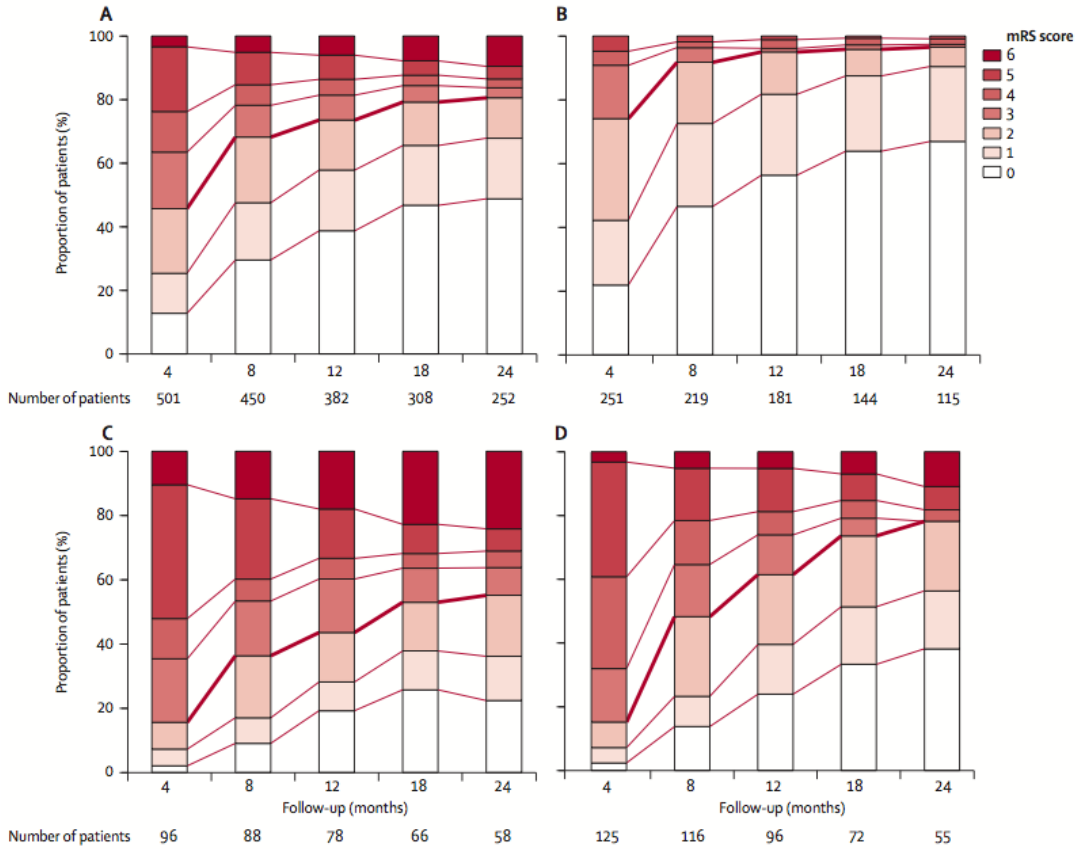 A
B
mRS score
6
5
4
3
2
1
0
Proportion of patients (%)
100
80
60
40
20
0
4 8 12 18 24
4 8 12 18 24
Number of patients 501 450 382 308 252
251 219 181 144 115
C
D
Proportion of patients (%)
100
80
60
40
20
0
4 8 12 18 24
4 8 12 18 24
Follow-up (months)
Follow-up (months)
Number of patients 96 88 78 66 58
125 116 96 72 55